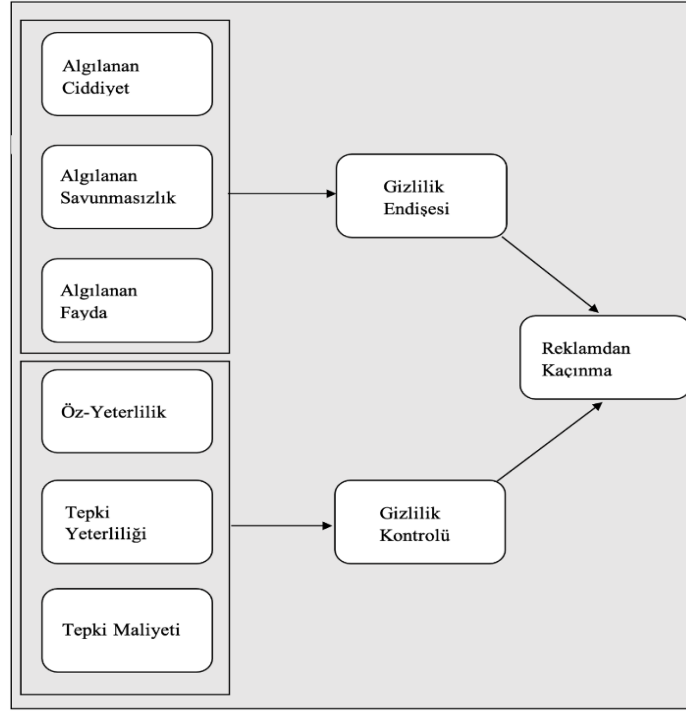 Algılanan
Ciddiyet
Algılanan
Savunmasızlık
Algılanan
Fayda
Gizlilik
Endişesi
Reklamdan
Kaçınma
Öz-Yeterlilik
Tepki
Yeterliliği
Tepki Maliyeti
Gizlilik
Kontrolü